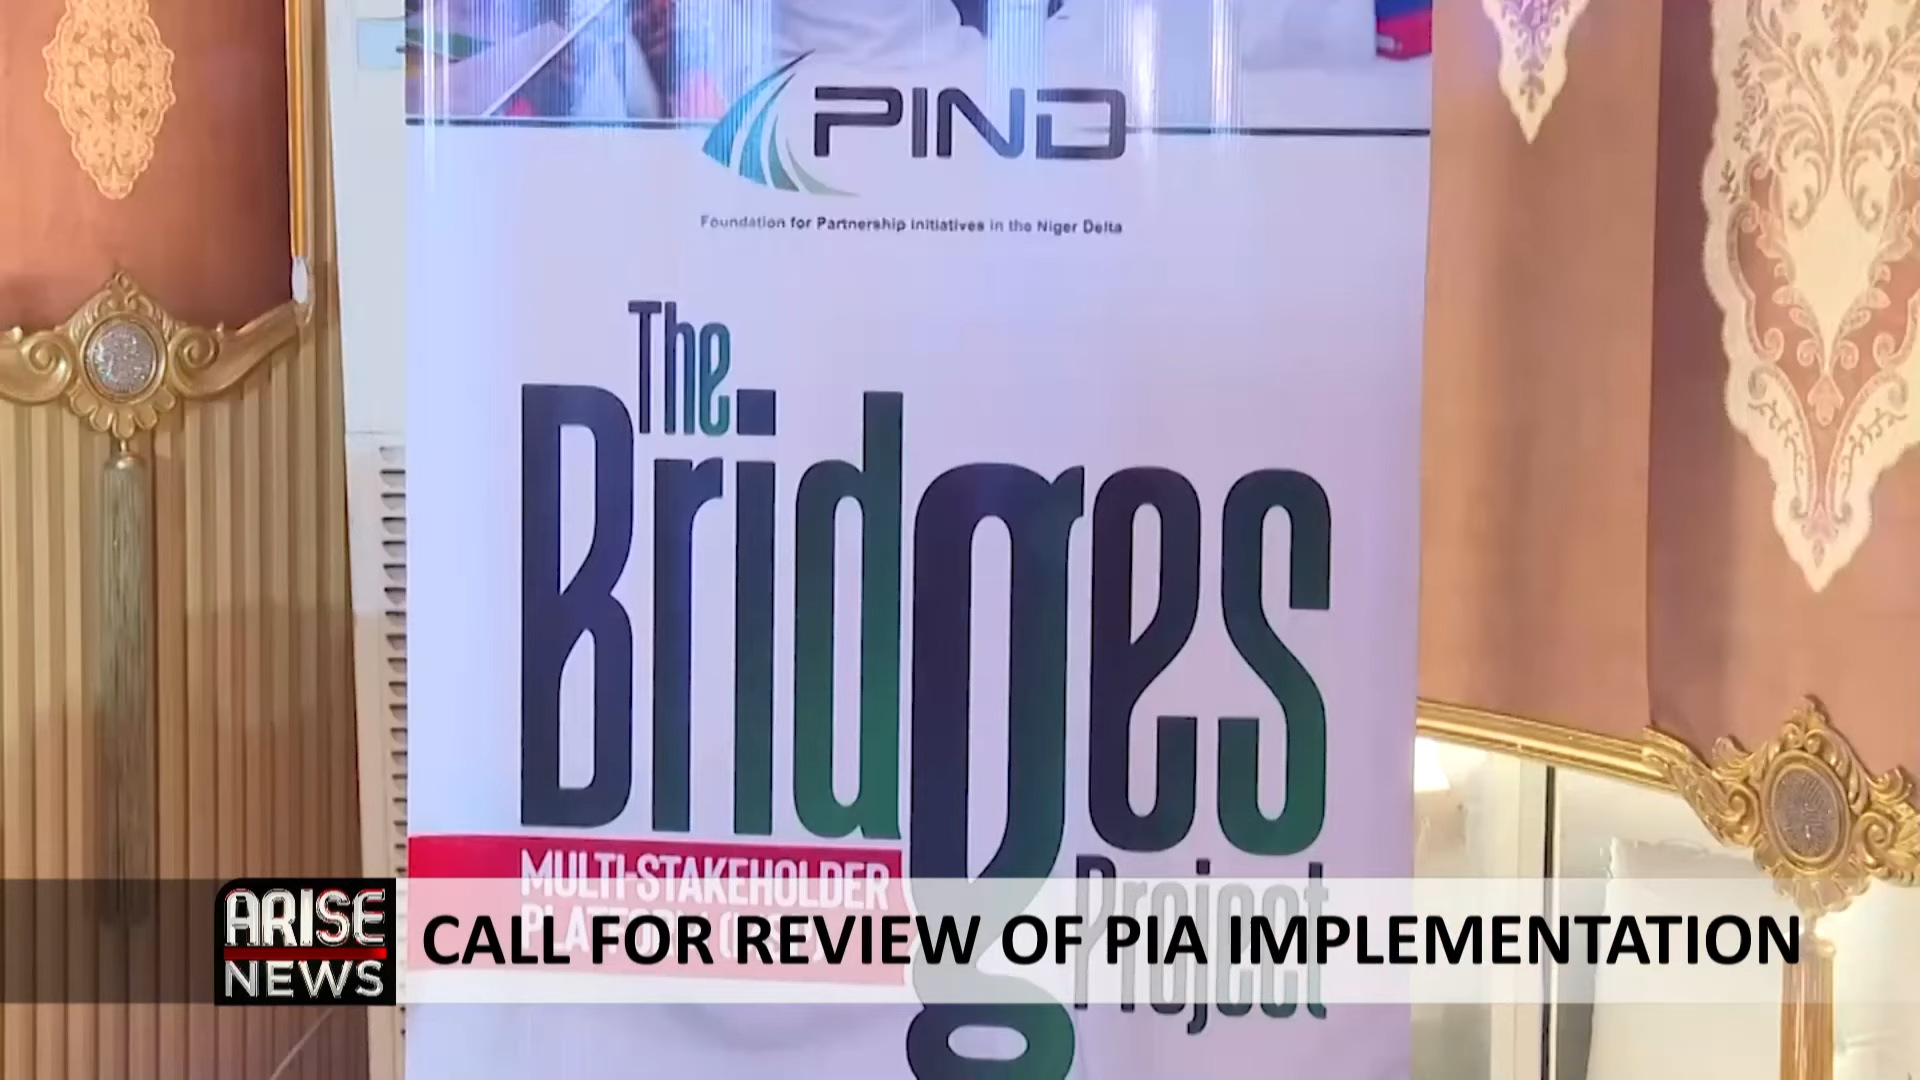 PIND
Foundation for Partnership Initiatives in the Niger Delta
The
Bridges
Project
MULTI-STAKEHOLDER
ARISE
NEWS
CALL FOR REVIEW OF PIA IMPLEMENTATION